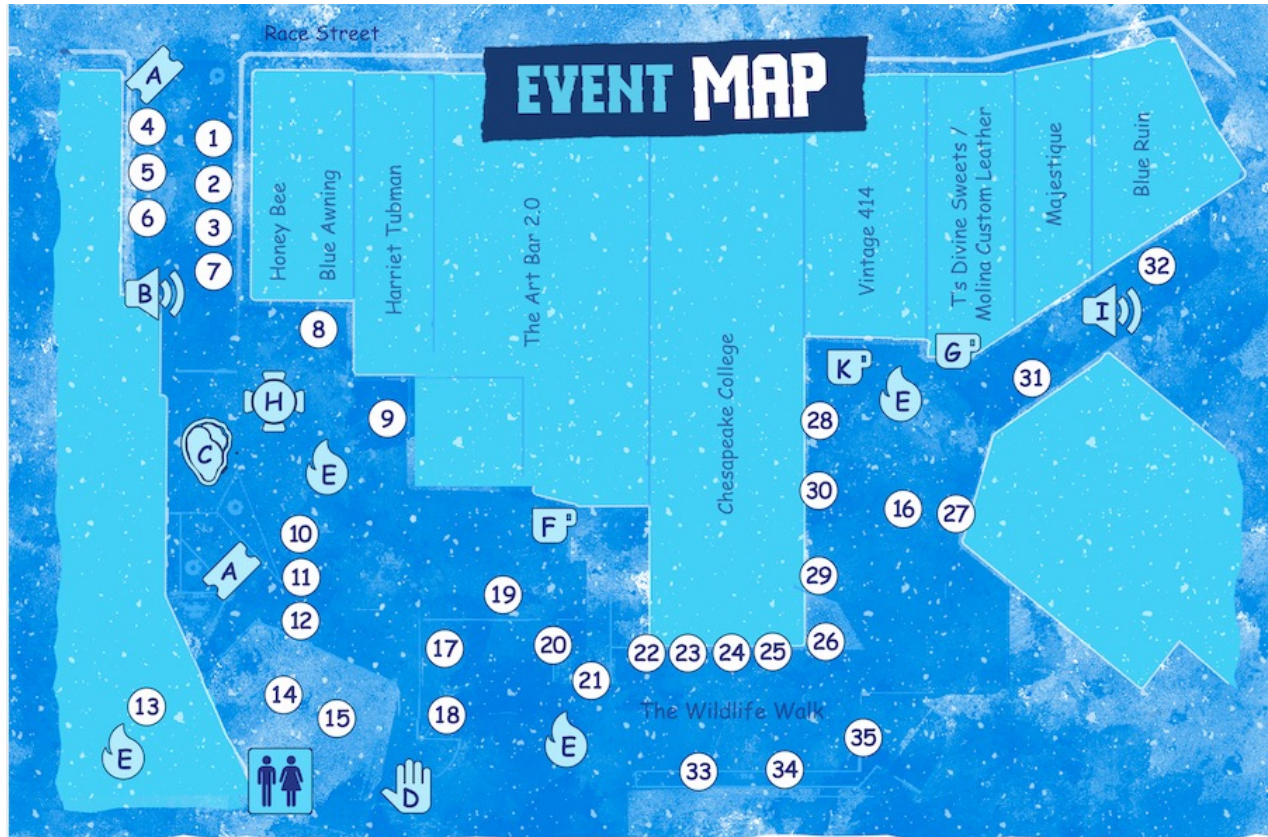 Race Street
EVENT MAP
A
4
1
5
2
6
3
7
B
Honey Bee
Blue Awning
Harriet Tubman
The Art Bar 2.0
Chesapeake College
Vintage 414
T's Divine Sweets /
Molina Custom Leather
Majestique
Blue Ruin
32
I
8
K
G
31
H
E
9
28
C
E
30
16
27
F
10
A
11
29
19
12
17
20
26
22
23
24
25
21
14
13
15
18
The Wildlife Walk
35
E
E
33
34
D